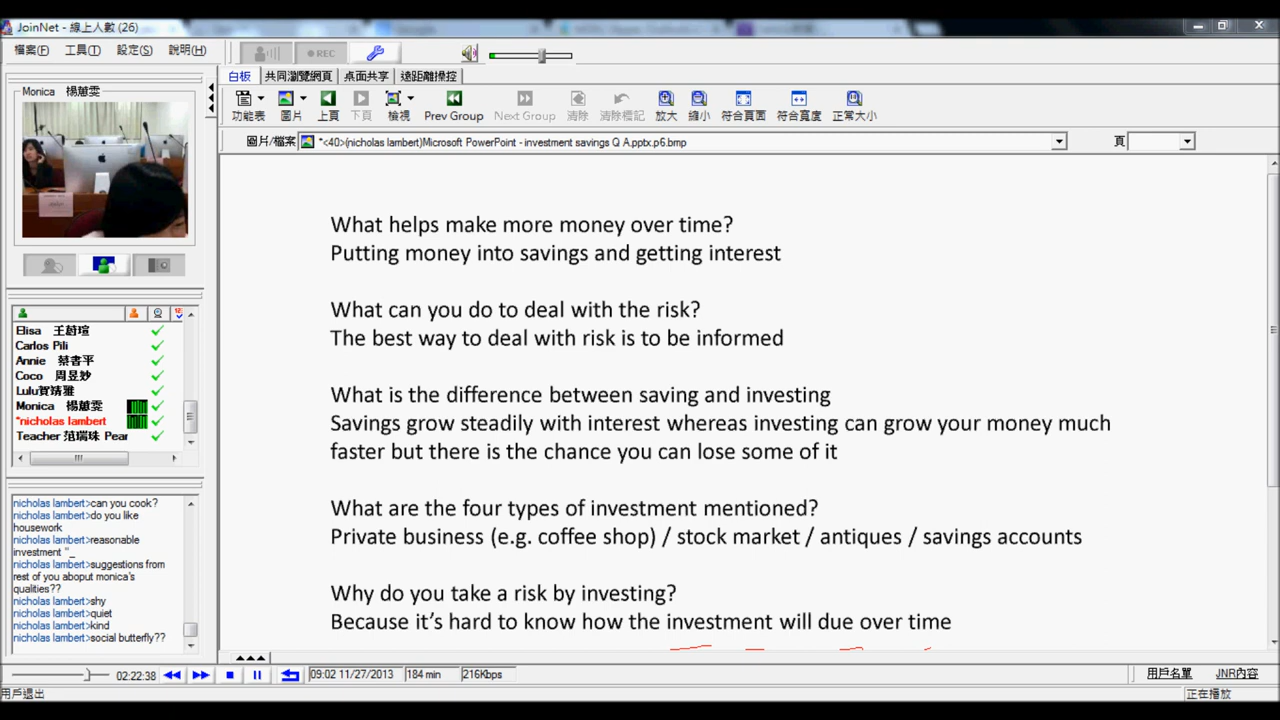 JoinNet - 線上人數 (26)
檔案(F) 工具(T) 設定(S) 說明(H)
REC
Monica 楊蕙雯
白板 共同瀏覽網頁 桌面共享 遠距離操控
功能表 圖片 上頁 下頁 檢視 Prev Group Next Group 清除 清除標記 放大 縮小 符合頁面 符合寬度 正常大小
圖片/檔案 *<40>(nicholas lambert)Microsoft PowerPoint - investment savings Q A.pptx.p6.bmp 頁
What helps make more money over time?
Putting money into savings and getting interest
What can you do to deal with the risk?
The best way to deal with risk is to be informed
What is the difference between saving and investing
Savings grow steadily with interest whereas investing can grow your money much
faster but there is the chance you can lose some of it
What are the four types of investment mentioned?
Private business (e.g. coffee shop) / stock market / antiques / savings accounts
Why do you take a risk by investing?
Because it's hard to know how the investment will due over time
Elisa 王蒔瑄
Carlos Pili
Annie 蔡書平
Coco 周昱妙
Lulu賀靖雅
Monica 楊蕙雯
*nicholas lambert
Teacher 范瑞珠 Pear
nicholas lambert>can you cook?
nicholas lambert>do you like
housework
nicholas lambert>reasonable
investment "_
nicholas lambert>suggestions from
rest of you aboput monica's
qualities??
nicholas lambert>shy
nicholas lambert>quiet
nicholas lambert>kind
nicholas lambert>social butterfly??
02:22:38 09:02 11/27/2013 184 min 216Kbps 用戶名單 JNR內容
用戶退出 正在播放